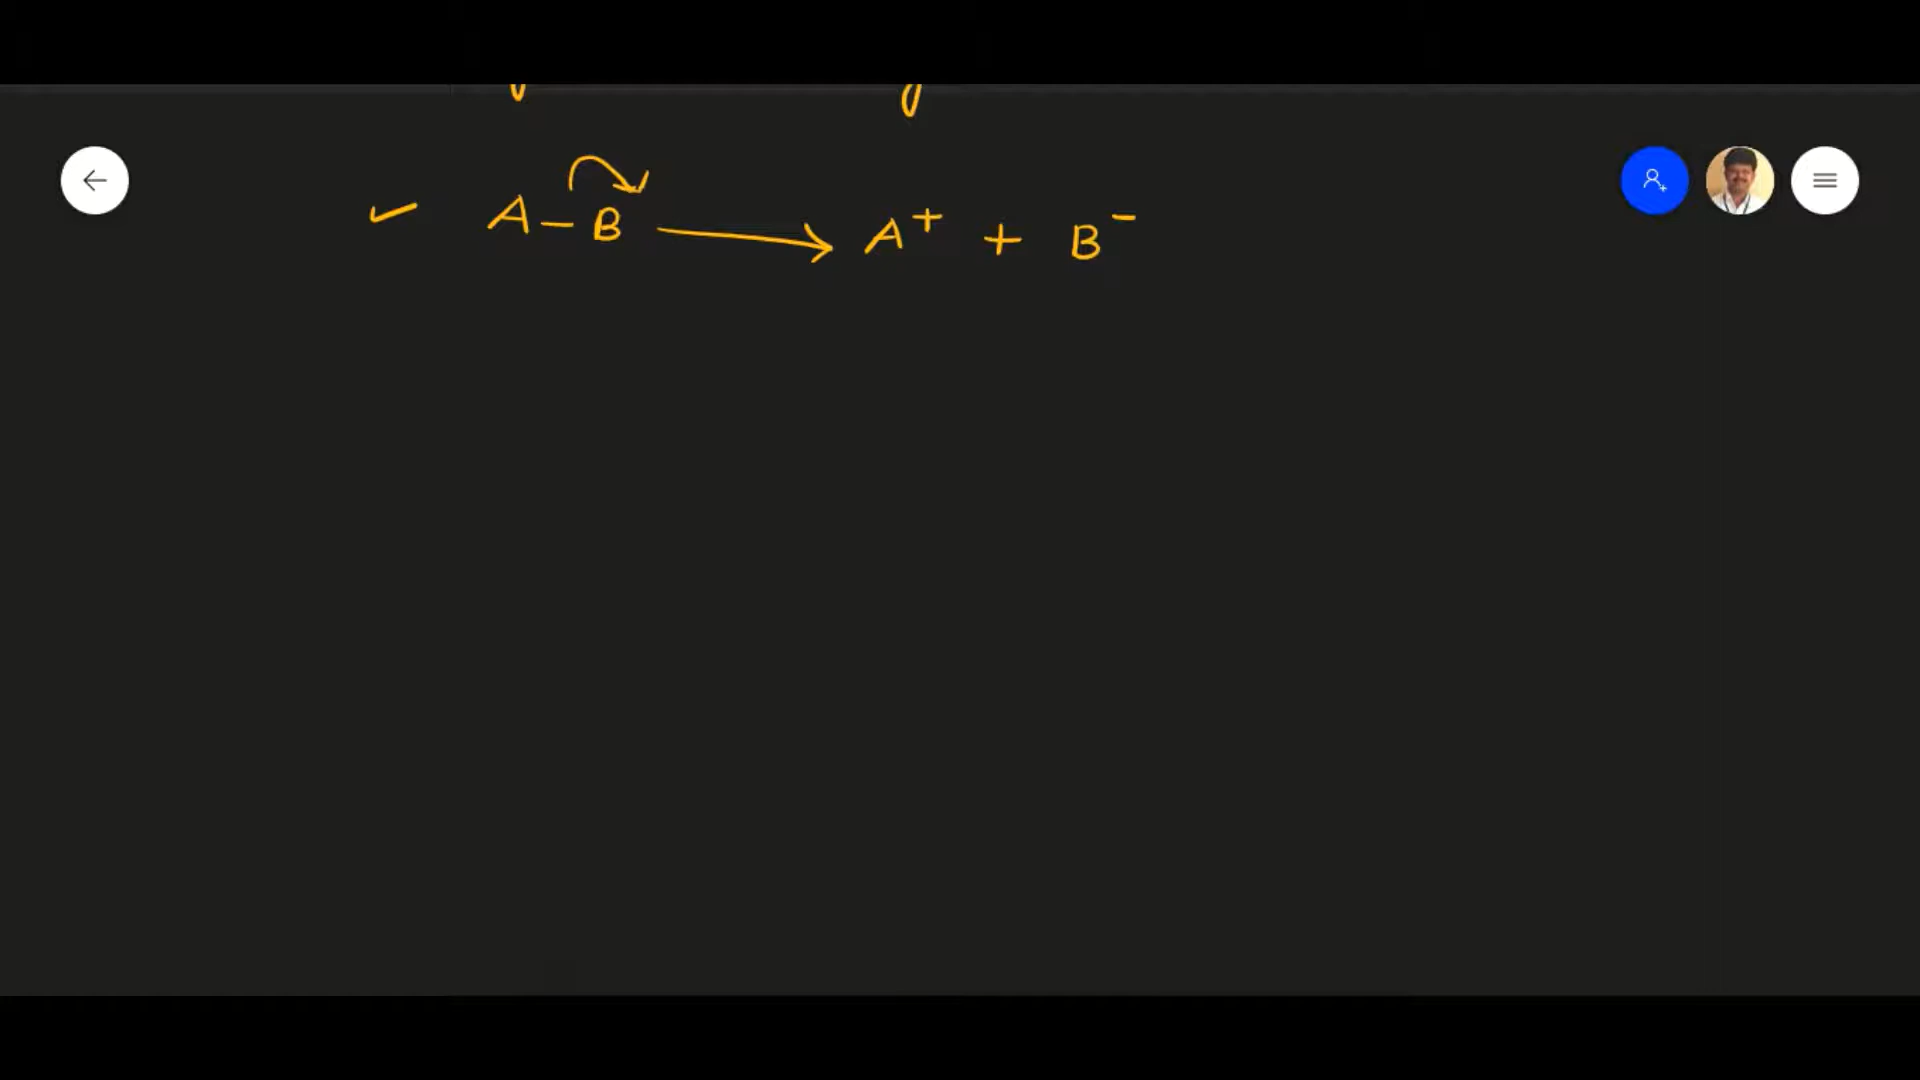 A – B ⟶ A⁺ + B⁻